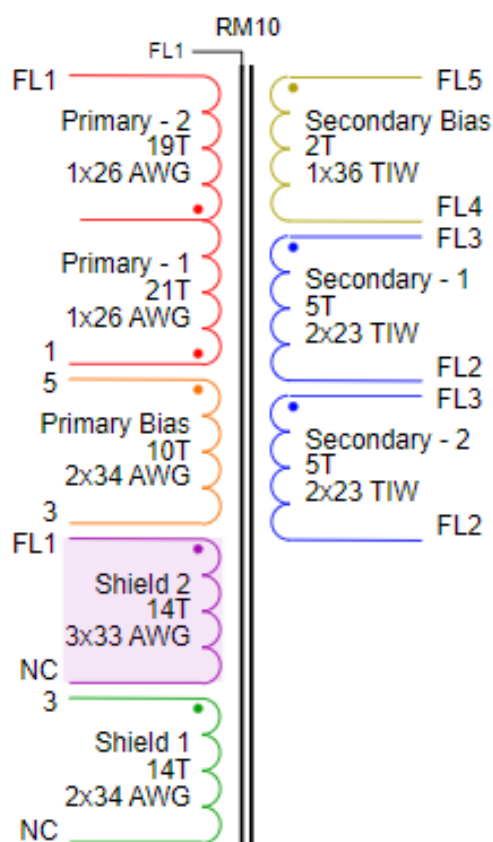 RM10
FL1
FL1
Primary - 2
19T
1x26 AWG
Primary - 1
21T
1x26 AWG
1
5
Primary Bias
10T
2x34 AWG
3
FL1
Shield 2
14T
3x33 AWG
NC
3
Shield 1
14T
2x34 AWG
NC
FL5
Secondary Bias
2T
1x36 TIW
FL4
FL3
Secondary - 1
5T
2x23 TIW
FL2
FL3
Secondary - 2
5T
2x23 TIW
FL2